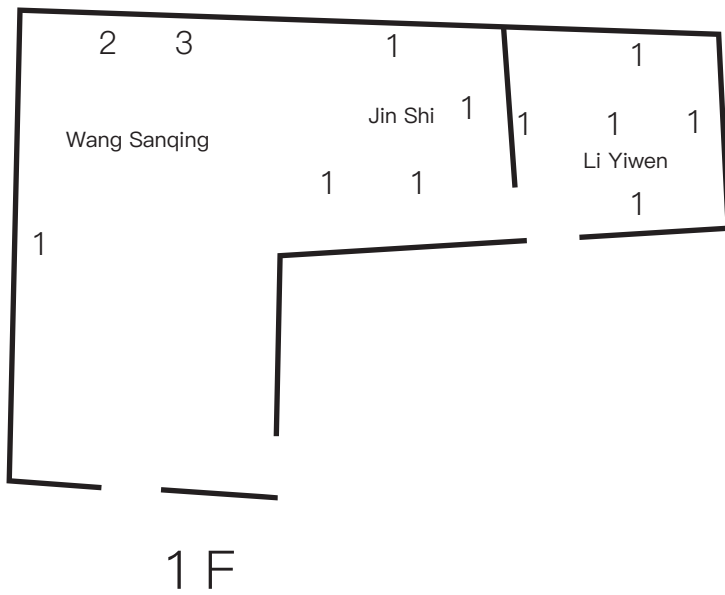 2 3 1 1
Jin Shi 1 1 1 1
Wang Sanqing
Li Yiwen
1 1 1
1
1 F